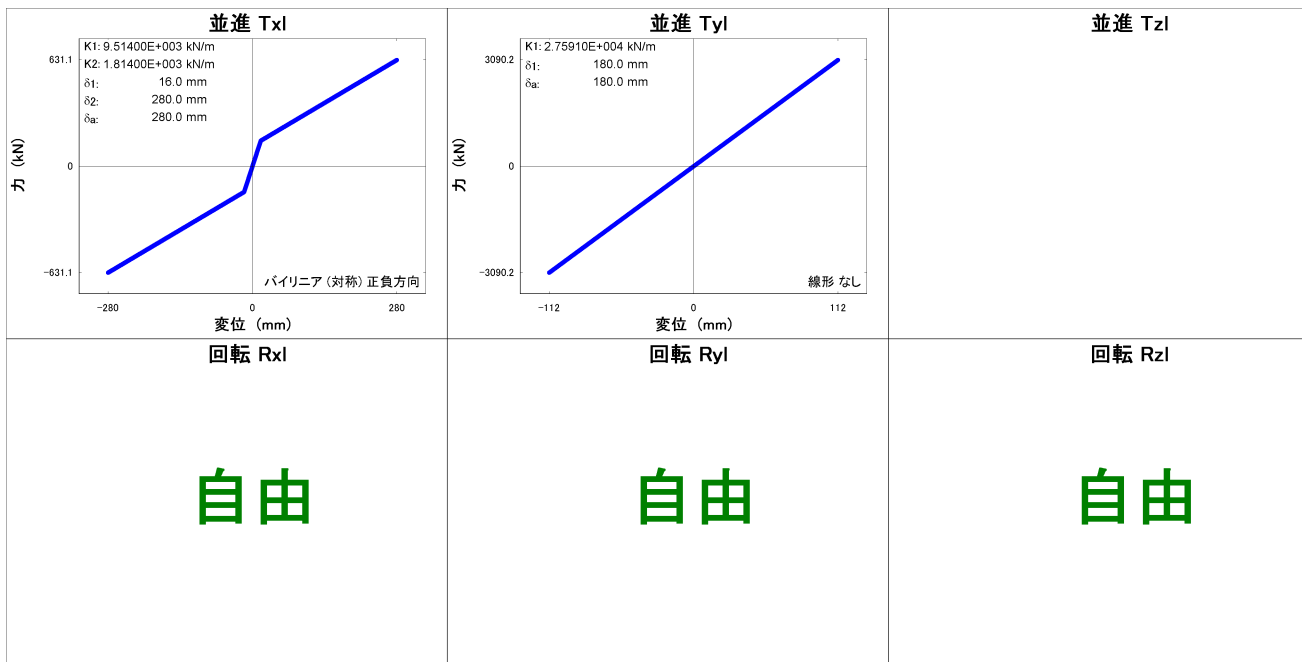 並進 Txl
K1: 9.51400E+003 kN/m
K2: 1.81400E+003 kN/m
δ1: 16.0 mm
δ2: 280.0 mm
δa: 280.0 mm
631.1
0
-631.1
力 (kN)
バイリニア (対称) 正負方向
-280 0 280
変位 (mm)
並進 Tyl
K1: 2.75910E+004 kN/m
δ1: 180.0 mm
δa: 180.0 mm
3090.2
0
-3090.2
力 (kN)
線形 なし
-112 0 112
変位 (mm)
並進 Tzl
回転 Rxl
自由
回転 Ryl
自由
回転 Rzl
自由